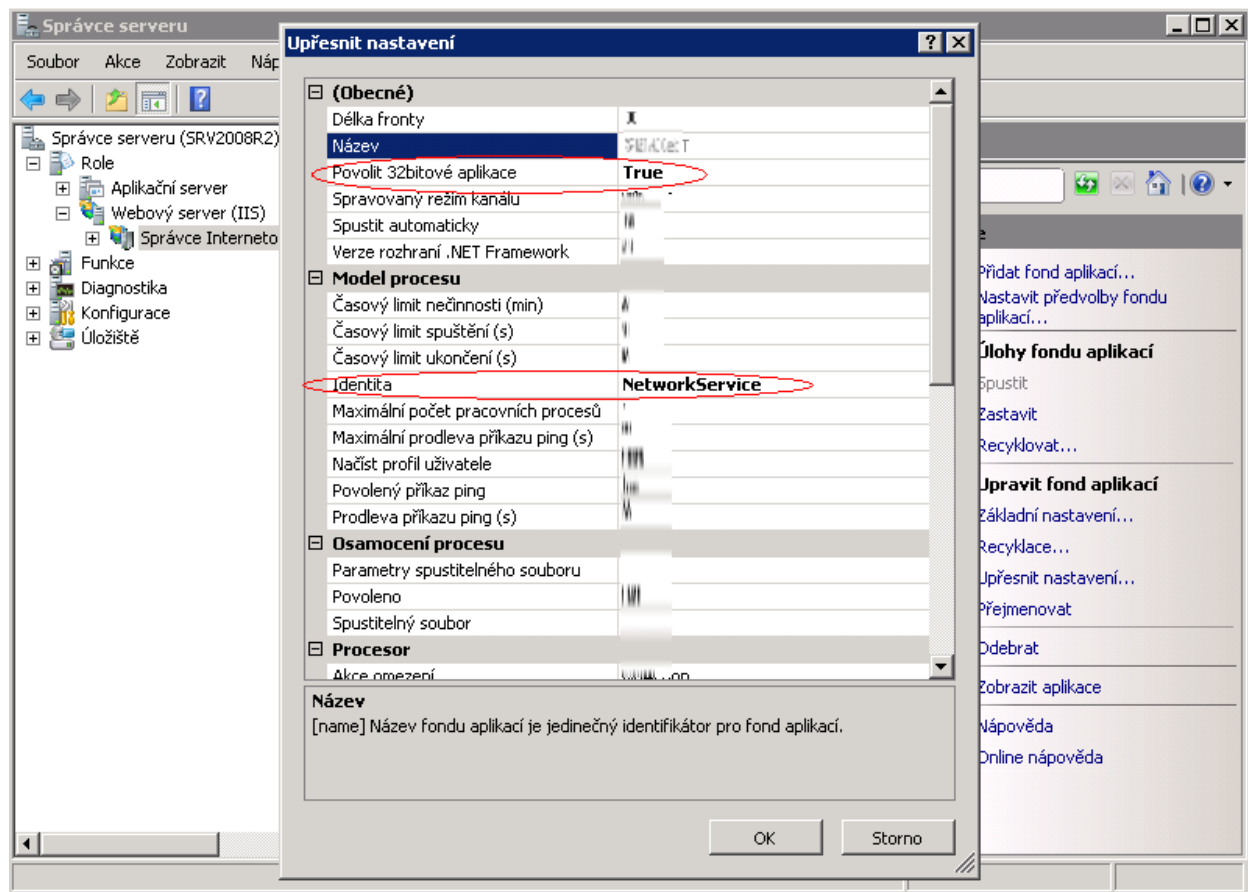 Správce serveru
Soubor Akce Zobrazit Náp
Správce serveru (SRV2008R2)
Role
Aplikační server
Webový server (IIS)
Správce Interneto
Funkce
Diagnostika
Konfigurace
Úložiště
Upřesnit nastavení
(Obecné)
Délka fronty
Název
Povolit 32bitové aplikace True
Spravovaný režim kanálu
Spustit automaticky
Verze rozhraní .NET Framework
Model procesu
Časový limit nečinnosti (min)
Časový limit spuštění (s)
Časový limit ukončení (s)
Identita NetworkService
Maximální počet pracovních procesů
Maximální prodleva příkazu ping (s)
Načíst profil uživatele
Povolený příkaz ping
Prodleva příkazu ping (s)
Osamocení procesu
Parametry spustitelného souboru
Povoleno
Spustitelný soubor
Procesor
Akce omezení
Název
[name] Název fondu aplikací je jedinečný identifikátor pro fond aplikací.
OK Storno
Přidat fond aplikací...
Nastavit předvolby fondu
aplikací...
Úlohy fondu aplikací
Spustit
Zastavit
Recyklovat...
Upravit fond aplikací
Základní nastavení...
Recyklace...
Upřesnit nastavení...
Přejmenovat
Odebrat
Zobrazit aplikace
Nápověda
Online nápověda